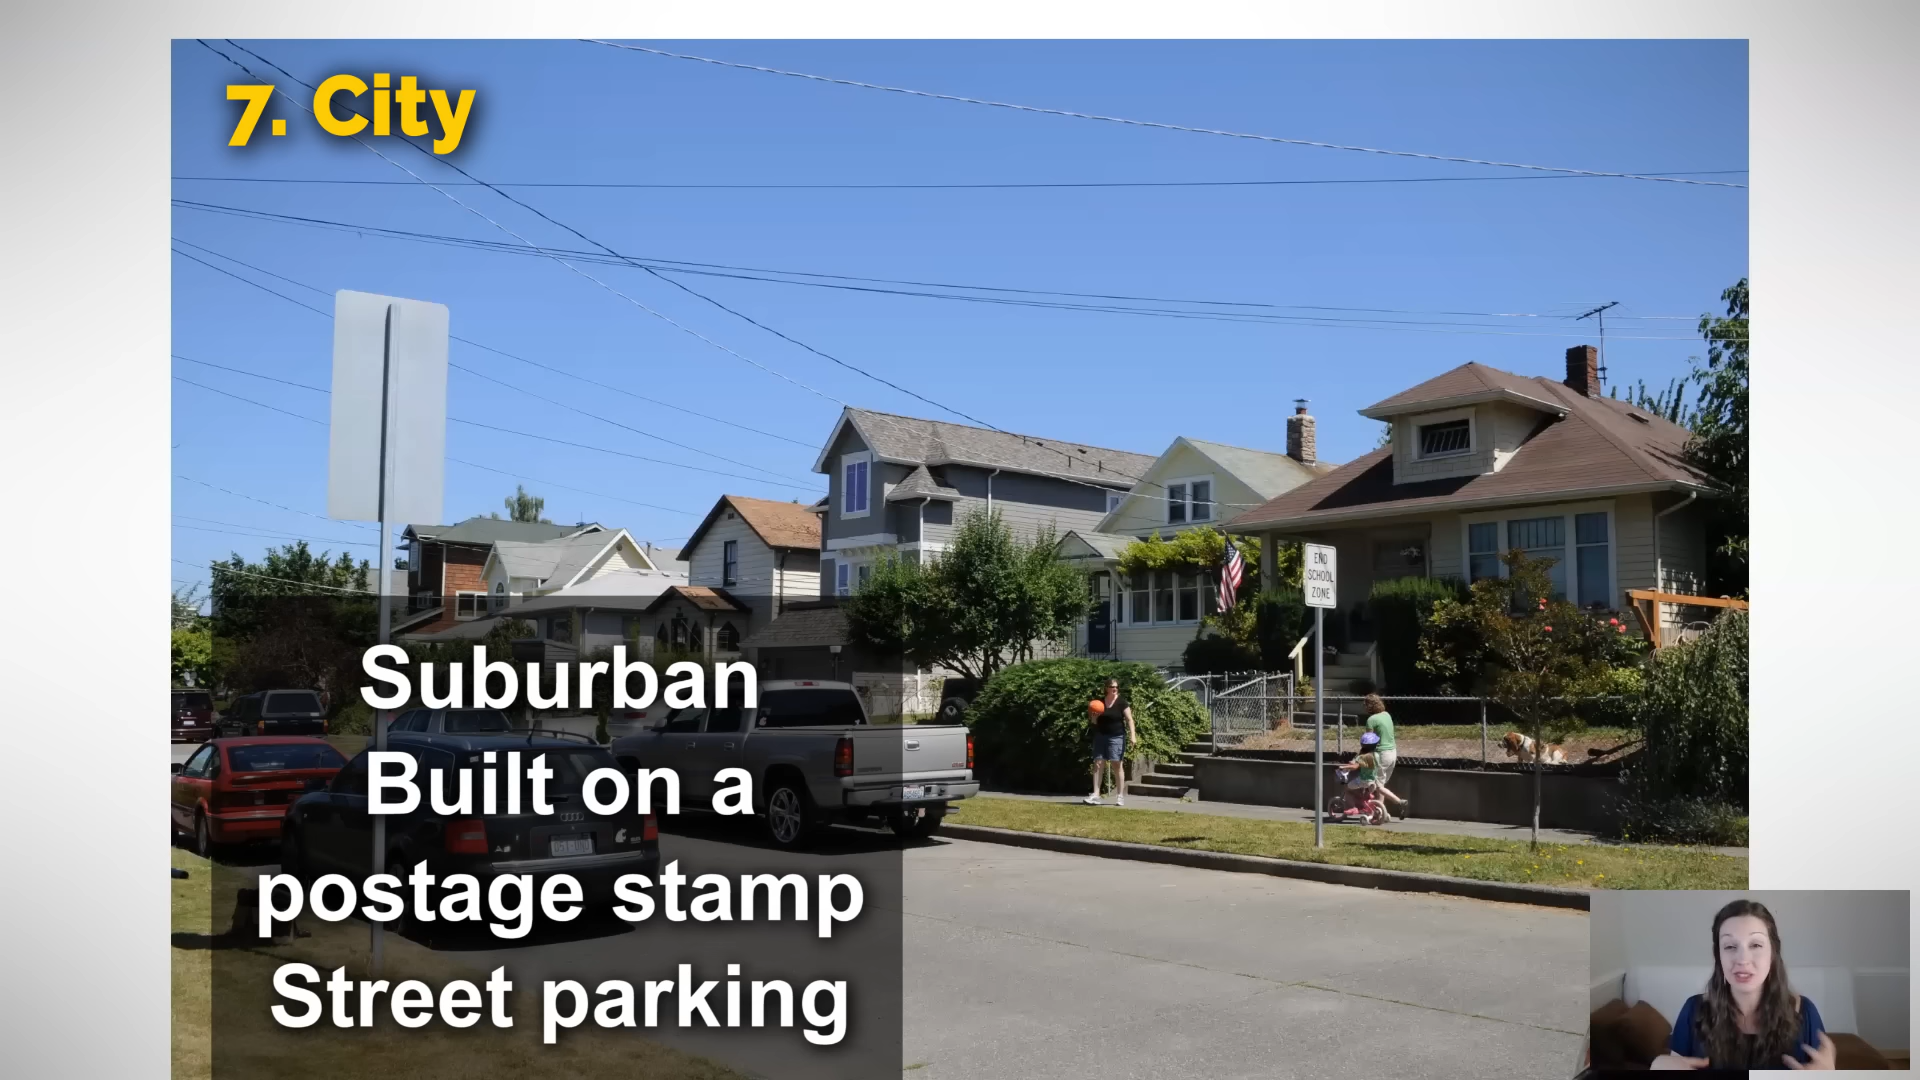 7. City
END
SCHOOL
ZONE
Suburban
Built on a
postage stamp
Street parking